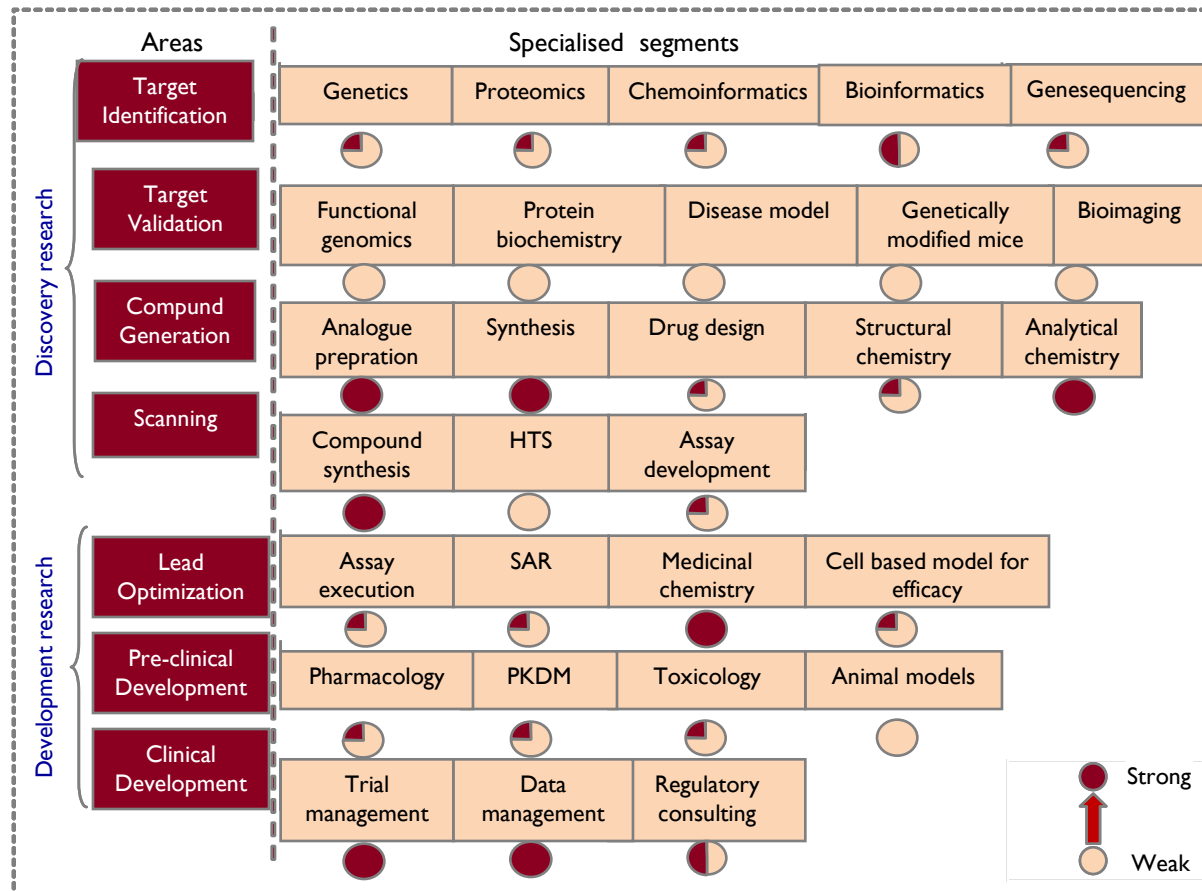 Areas
Specialised segments
Discovery research
Target
Identification
Genetics
Proteomics
Chemoinformatics
Bioinformatics
Genesequencing
Target
Validation
Functional
genomics
Protein
biochemistry
Disease model
Genetically
modified mice
Bioimaging
Compund
Generation
Analogue
prepration
Synthesis
Drug design
Structural
chemistry
Analytical
chemistry
Scanning
Compound
synthesis
HTS
Assay
development
Development research
Lead
Optimization
Assay
execution
SAR
Medicinal
chemistry
Cell based model for
efficacy
Pre-clinical
Development
Pharmacology
PKDM
Toxicology
Animal models
Clinical
Development
Trial
management
Data
management
Regulatory
consulting
Strong
Weak